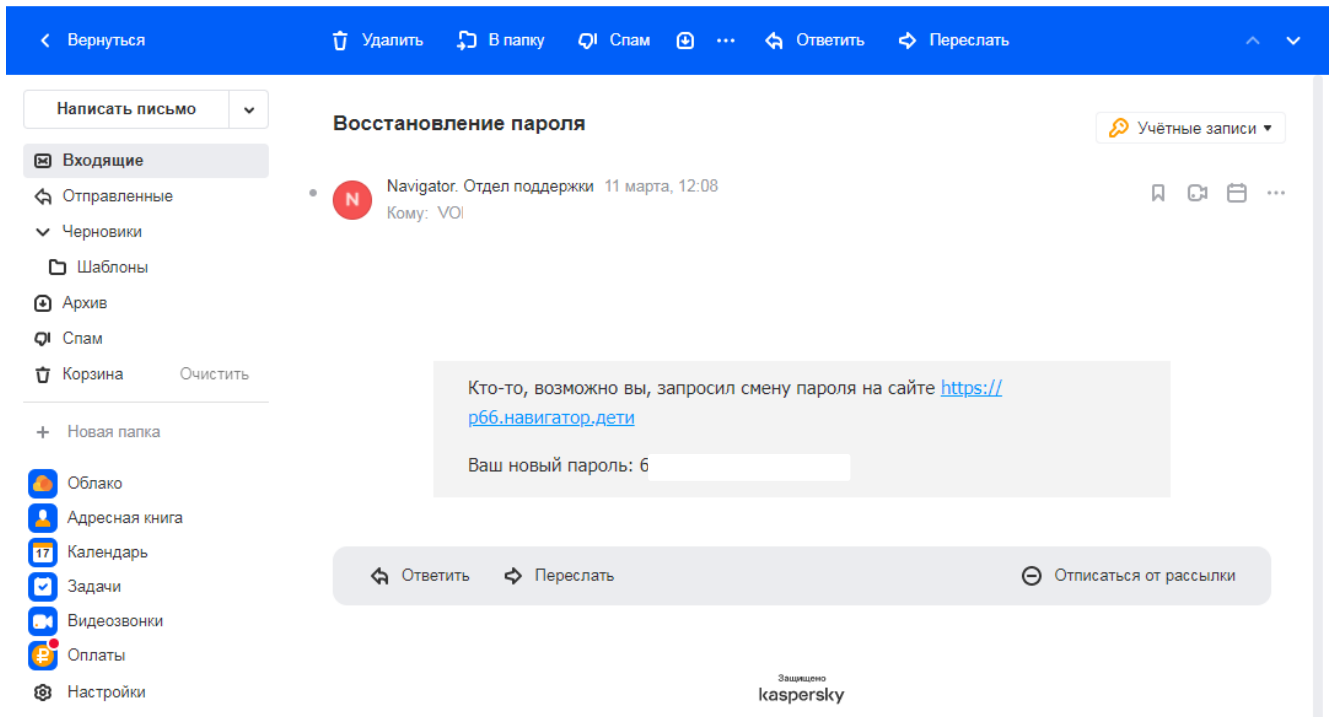 Вернуться
Удалить
В папку
Спам
Ответить
Переслать
Написать письмо
Входящие
Отправленные
Черновики
Шаблоны
Архив
Спам
Корзина Очистить
+ Новая папка
Облако
Адресная книга
17 Календарь
Задачи
Видеозвонки
Оплаты
Настройки
Восстановление пароля
Учётные записи
N
Navigator. Отдел поддержки 11 марта, 12:08
Кому: VO
Кто-то, возможно вы, запросил смену пароля на сайте https://
р66.навигатор.дети
Ваш новый пароль: 6
Ответить
Переслать
Отписаться от рассылки
Защищено
kaspersky